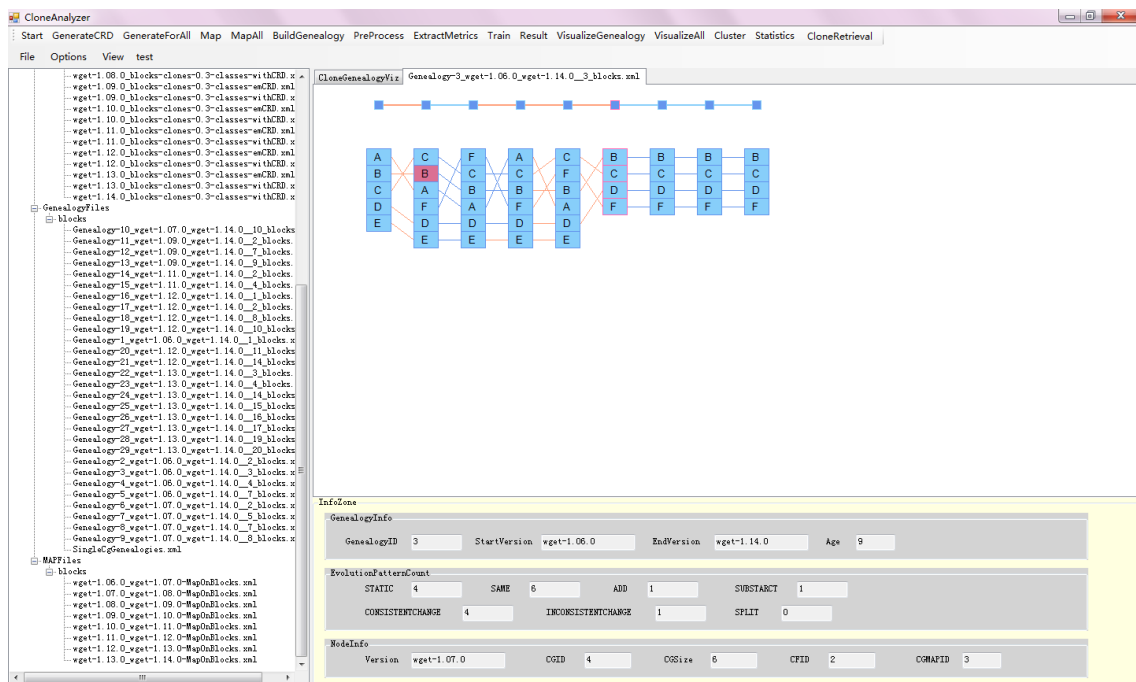 CloneAnalyzer
Start GenerateCRD GenerateForAll Map MapAll BuildGenealogy PreProcess ExtractMetrics Train Result VisualizeGenealogy VisualizeAll Cluster Statistics CloneRetrieval
File Options View test
wget-1.08.0_blocks-clones-0.3-classes-withCRD.x
wget-1.09.0_blocks-clones-0.3-classes-emCRD.xml
wget-1.09.0_blocks-clones-0.3-classes-withCRD.x
wget-1.10.0_blocks-clones-0.3-classes-emCRD.xml
wget-1.10.0_blocks-clones-0.3-classes-withCRD.x
wget-1.11.0_blocks-clones-0.3-classes-emCRD.xml
wget-1.11.0_blocks-clones-0.3-classes-withCRD.x
wget-1.12.0_blocks-clones-0.3-classes-emCRD.xml
wget-1.12.0_blocks-clones-0.3-classes-withCRD.x
wget-1.13.0_blocks-clones-0.3-classes-emCRD.xml
wget-1.13.0_blocks-clones-0.3-classes-withCRD.x
wget-1.14.0_blocks-clones-0.3-classes-withCRD.x
GenealogyFiles
blocks
Genealogy-10_wget-1.07.0_wget-1.14.0__10_blocks
Genealogy-11_wget-1.09.0_wget-1.14.0__2_blocks.
Genealogy-12_wget-1.09.0_wget-1.14.0__7_blocks.
Genealogy-13_wget-1.09.0_wget-1.14.0__9_blocks.
Genealogy-14_wget-1.11.0_wget-1.14.0__2_blocks.
Genealogy-15_wget-1.11.0_wget-1.14.0__4_blocks.
Genealogy-16_wget-1.12.0_wget-1.14.0__1_blocks.
Genealogy-17_wget-1.12.0_wget-1.14.0__2_blocks.
Genealogy-18_wget-1.12.0_wget-1.14.0__8_blocks.
Genealogy-19_wget-1.12.0_wget-1.14.0__10_blocks
Genealogy-1_wget-1.06.0_wget-1.14.0__1_blocks.x
Genealogy-20_wget-1.12.0_wget-1.14.0__11_blocks
Genealogy-21_wget-1.12.0_wget-1.14.0__14_blocks
Genealogy-22_wget-1.13.0_wget-1.14.0__3_blocks.
Genealogy-23_wget-1.13.0_wget-1.14.0__4_blocks.
Genealogy-24_wget-1.13.0_wget-1.14.0__14_blocks
Genealogy-25_wget-1.13.0_wget-1.14.0__15_blocks
Genealogy-26_wget-1.13.0_wget-1.14.0__16_blocks
Genealogy-27_wget-1.13.0_wget-1.14.0__17_blocks
Genealogy-28_wget-1.13.0_wget-1.14.0__19_blocks
Genealogy-29_wget-1.13.0_wget-1.14.0__20_blocks
Genealogy-2_wget-1.06.0_wget-1.14.0__2_blocks.x
Genealogy-3_wget-1.06.0_wget-1.14.0__3_blocks.x
Genealogy-4_wget-1.06.0_wget-1.14.0__4_blocks.x
Genealogy-5_wget-1.06.0_wget-1.14.0__7_blocks.x
Genealogy-6_wget-1.07.0_wget-1.14.0__2_blocks.x
Genealogy-7_wget-1.07.0_wget-1.14.0__5_blocks.x
Genealogy-8_wget-1.07.0_wget-1.14.0__7_blocks.x
Genealogy-9_wget-1.07.0_wget-1.14.0__8_blocks.x
SingleCgGenealogies.xml
MAPFiles
blocks
wget-1.06.0_wget-1.07.0-MapOnBlocks.xml
wget-1.07.0_wget-1.08.0-MapOnBlocks.xml
wget-1.08.0_wget-1.09.0-MapOnBlocks.xml
wget-1.09.0_wget-1.10.0-MapOnBlocks.xml
wget-1.10.0_wget-1.11.0-MapOnBlocks.xml
wget-1.11.0_wget-1.12.0-MapOnBlocks.xml
wget-1.12.0_wget-1.13.0-MapOnBlocks.xml
wget-1.13.0_wget-1.14.0-MapOnBlocks.xml
CloneGenealogyViz Genealogy-3_wget-1.06.0_wget-1.14.0__3_blocks.xml
A C F A C B B B B
B B C C F C C C C
C A B B B D D D D
D F A F A F F F F
E D D D D
E E E E
InfoZone
GenealogyInfo
GenealogyID 3 StartVersion wget-1.06.0 EndVersion wget-1.14.0 Age 9
EvolutionPatternCount
STATIC 4 SAME 6 ADD 1 SUBSTARCT 1
CONSISTENTCHANGE 4 INCONSISTENTCHANGE 1 SPLIT 0
NodeInfo
Version wget-1.07.0 CGID 4 CGSize 6 CFID 2 CGMAPID 3